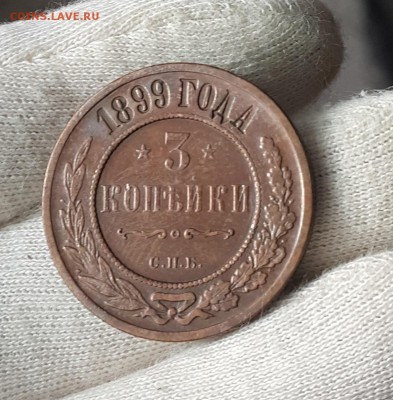 COINS.LAVE.RU
1899 ГОДА
3
КОПѢЙКИ
С.П.Б.